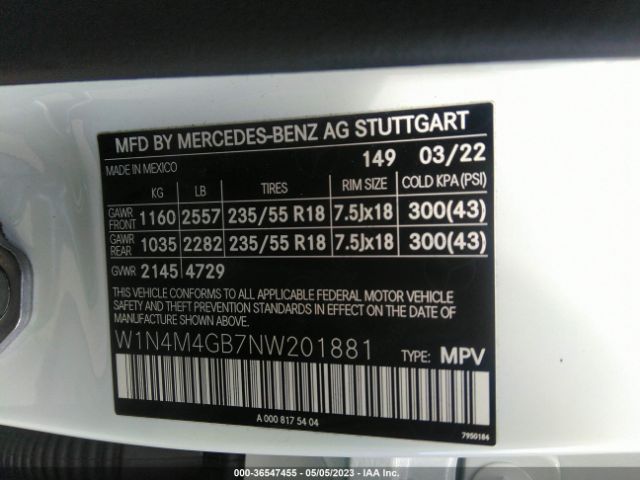 MFD BY MERCEDES-BENZ AG STUTTGART
MADE IN MEXICO 149 03/22
KG LB TIRES RIM SIZE COLD KPA(PSI)
GAWR FRONT 1160 2557 235/55 R18 7.5Jx18 300(43)
GAWR REAR 1035 2282 235/55 R18 7.5Jx18 300(43)
GVWR 2145 4729
THIS VEHICLE CONFORMS TO ALL APPLICABLE FEDERAL MOTOR VEHICLE
SAFETY AND THEFT PREVENTION STANDARDS IN EFFECT ON THE DATE OF
MANUFACTURE SHOWN ABOVE.
W1N4M4GB7NW201881 TYPE: MPV
A 000 817 54 04
7950184
000-36547455 - 05/05/2023 - IAA Inc.